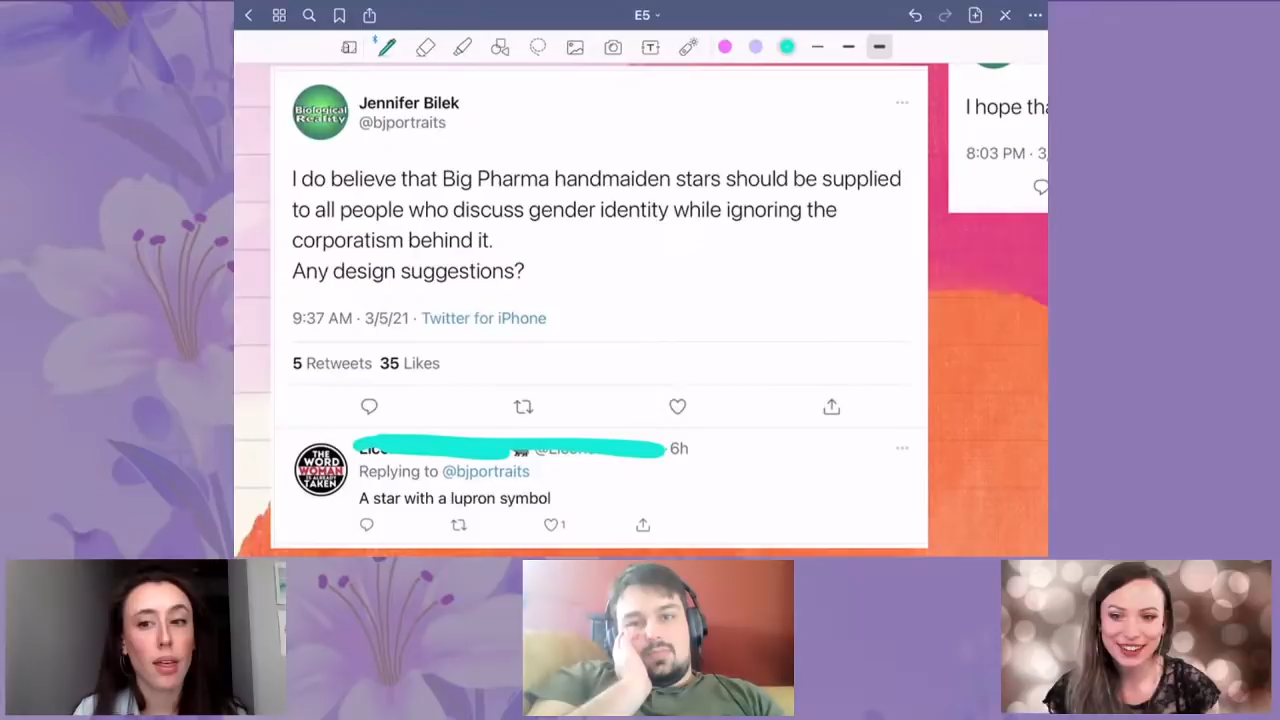 E5
Biological
Reality
Jennifer Bilek
@bjportraits
I do believe that Big Pharma handmaiden stars should be supplied
to all people who discuss gender identity while ignoring the
corporatism behind it.
Any design suggestions?
9:37 AM · 3/5/21 · Twitter for iPhone
5 Retweets 35 Likes
THE
WORD
WOMAN
IS ALREADY
TAKEN
6h
Replying to @bjportraits
A star with a lupron symbol
1
I hope
8:03 PM